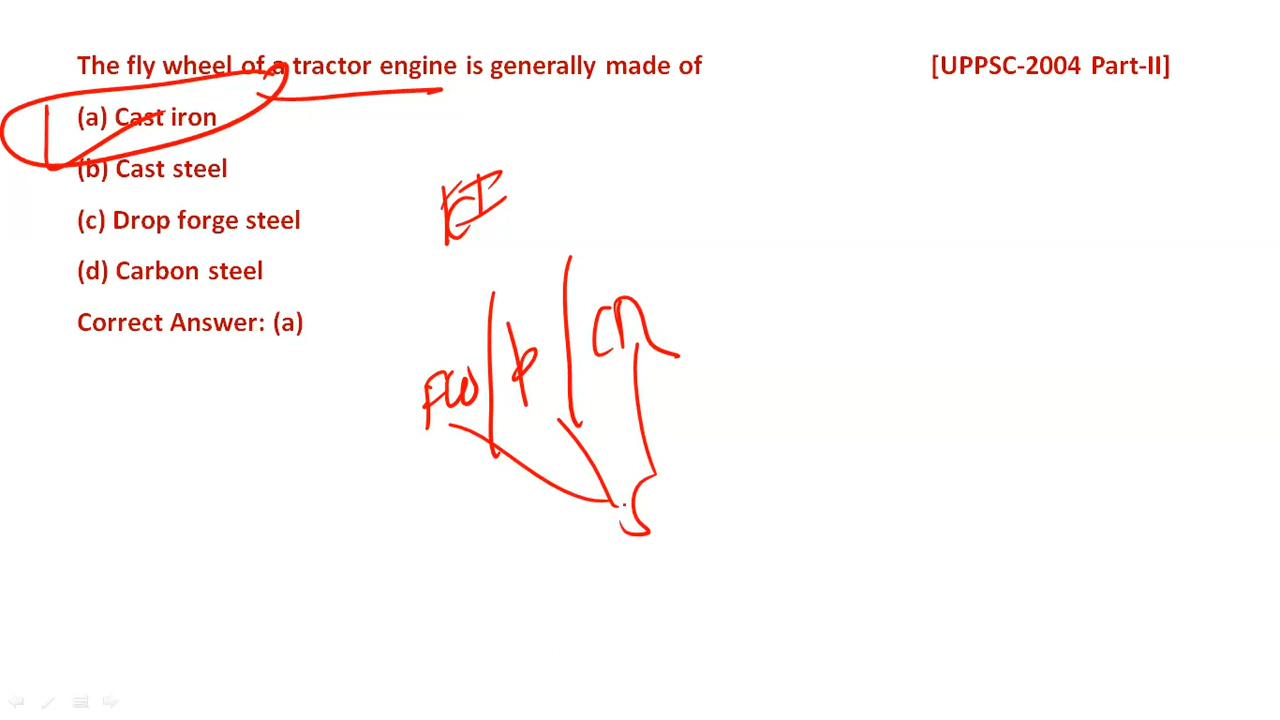 The fly wheel of a tractor engine is generally made of [UPPSC-2004 Part-II]
(a) Cast iron
(b) Cast steel
(c) Drop forge steel
(d) Carbon steel
Correct Answer: (a)